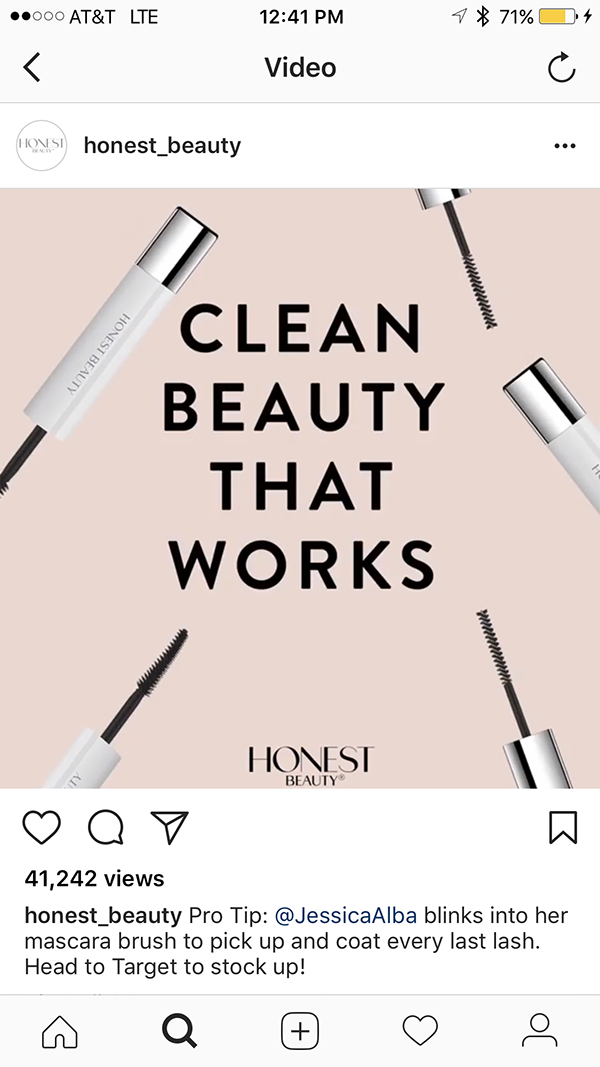 AT&T LTE 12:41 PM 71%
Video
HONEST
BEAUTY
honest_beauty
HONEST BEAUTY
CLEAN
BEAUTY
THAT
WORKS
HONEST
BEAUTY®
41,242 views
honest_beauty Pro Tip: @JessicaAlba blinks into her
mascara brush to pick up and coat every last lash.
Head to Target to stock up!